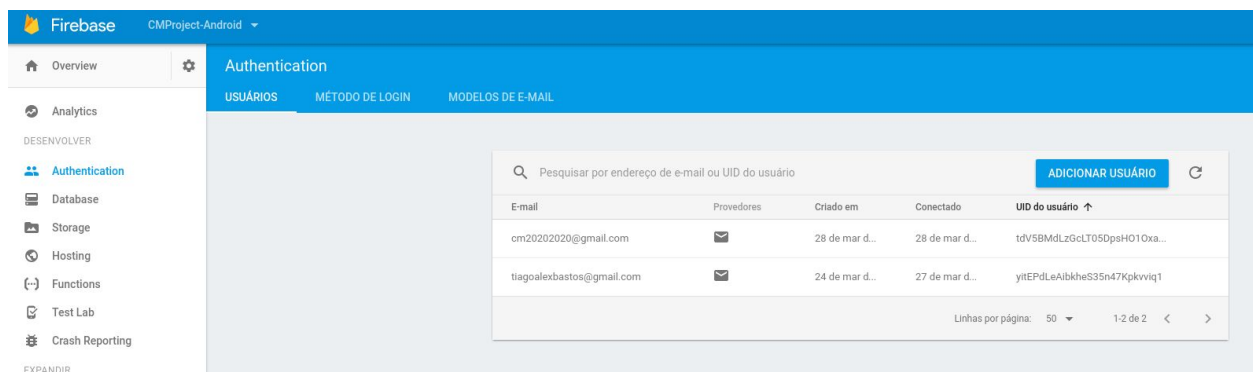 Firebase CMProject-Android
Overview
Authentication
USUÁRIOS MÉTODO DE LOGIN MODELOS DE E-MAIL
Analytics
DESENVOLVER
Authentication
Database
Storage
Hosting
Functions
Test Lab
Crash Reporting
EXPANDIR
Pesquisar por endereço de e-mail ou UID do usuário ADICIONAR USUÁRIO
E-mail Provedores Criado em Conectado UID do usuário
cm20202020@gmail.com 28 de mar d... 28 de mar d... tdV5BMdLzGcLT05DpsHO1Oxa...
tiagoalexbastos@gmail.com 24 de mar d... 27 de mar d... yitEPdLeAibkheS35n47Kpkvviq1
Linhas por página: 50 1-2 de 2